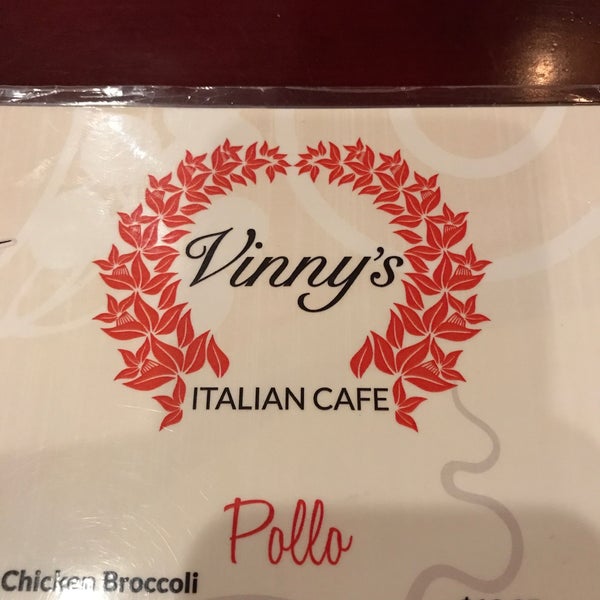 Vinny's
ITALIAN CAFE
Pollo
Chicken Broccoli